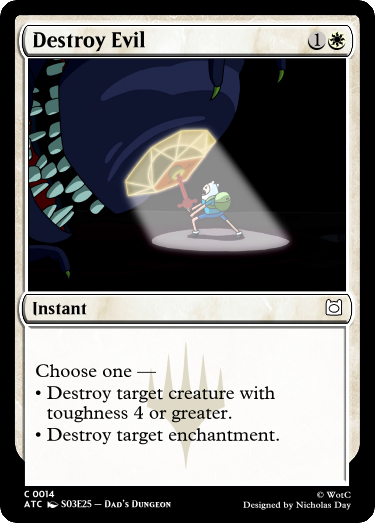 Destroy Evil 1
Instant
Choose one —
• Destroy target creature with
toughness 4 or greater.
• Destroy target enchantment.
C 0014 © WotC
ATC S03E25 – Dad's Dungeon Designed by Nicholas Day